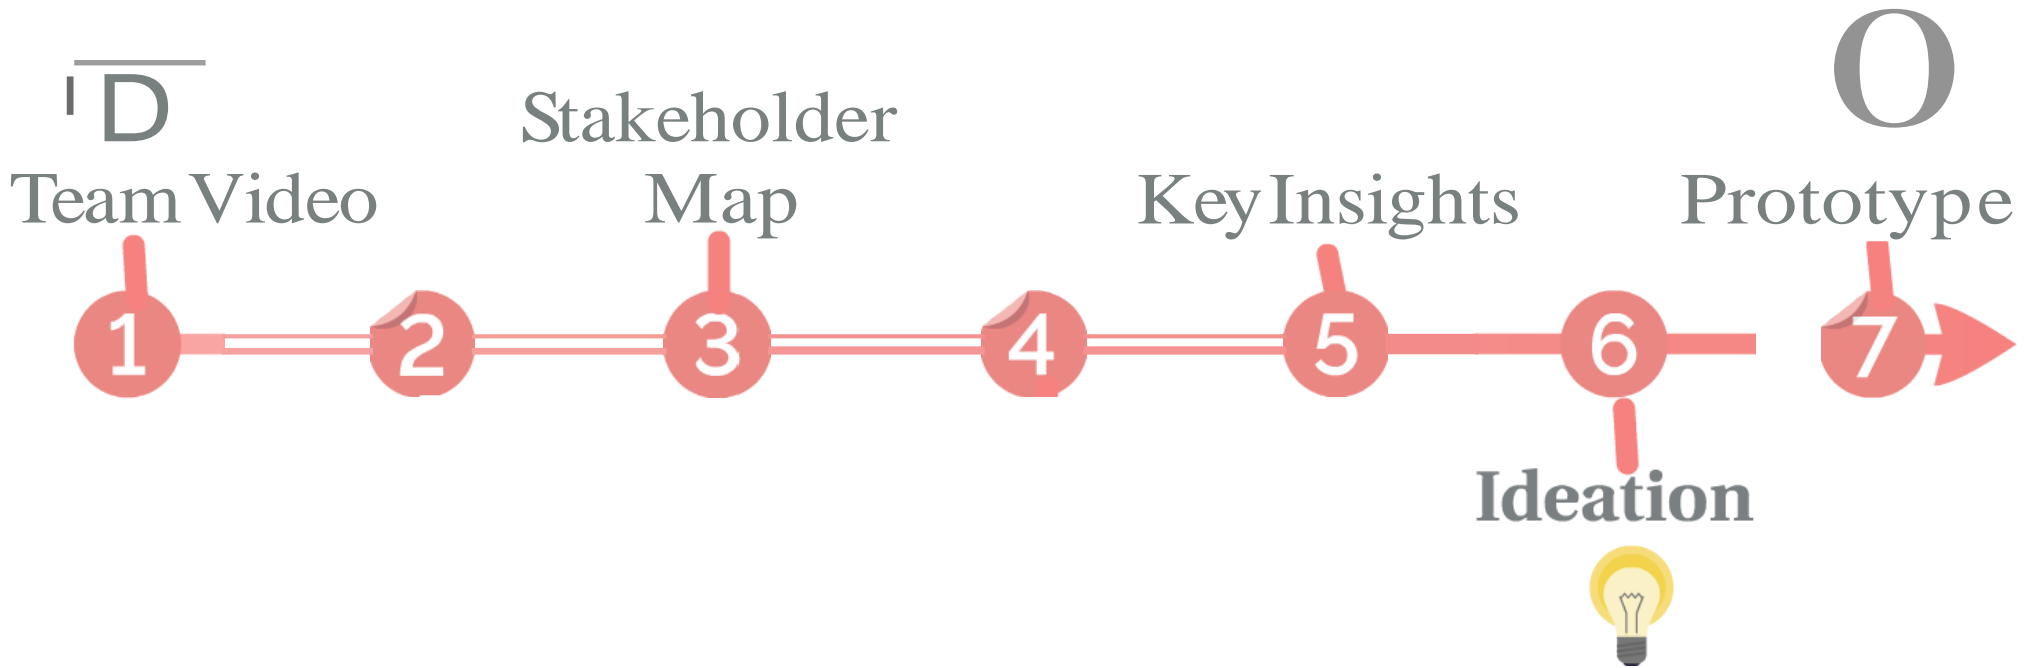 D
O
Stakeholder
Team Video
Map
Key Insights
Prototype
1
2
3
4
5
6
7
Ideation